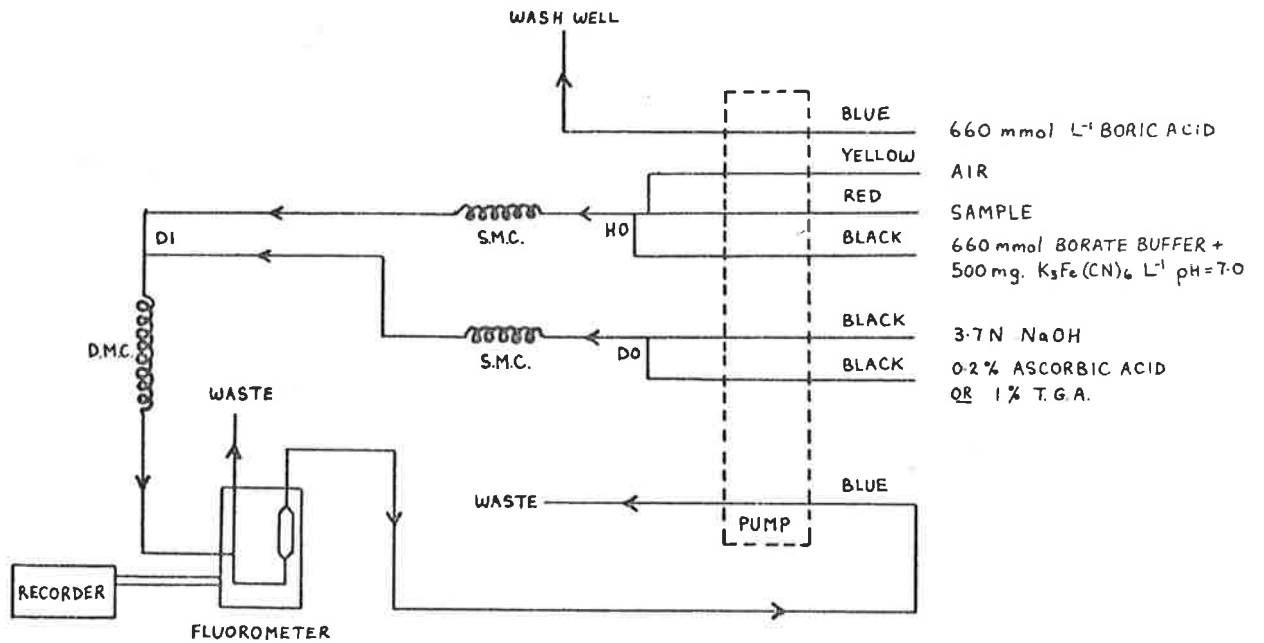 WASH WELL
BLUE
660 mmol L⁻¹ BORIC ACID
YELLOW
AIR
RED
SAMPLE
S.M.C.
HO
BLACK
660 mmol BORATE BUFFER +
500 mg. K₃Fe(CN)₆ L⁻¹ pH=7.0
DI
BLACK
3.7N NaOH
D.M.C.
S.M.C.
DO
BLACK
0.2% ASCORBIC ACID
OR 1% T.G.A.
WASTE
WASTE
BLUE
PUMP
RECORDER
FLUOROMETER